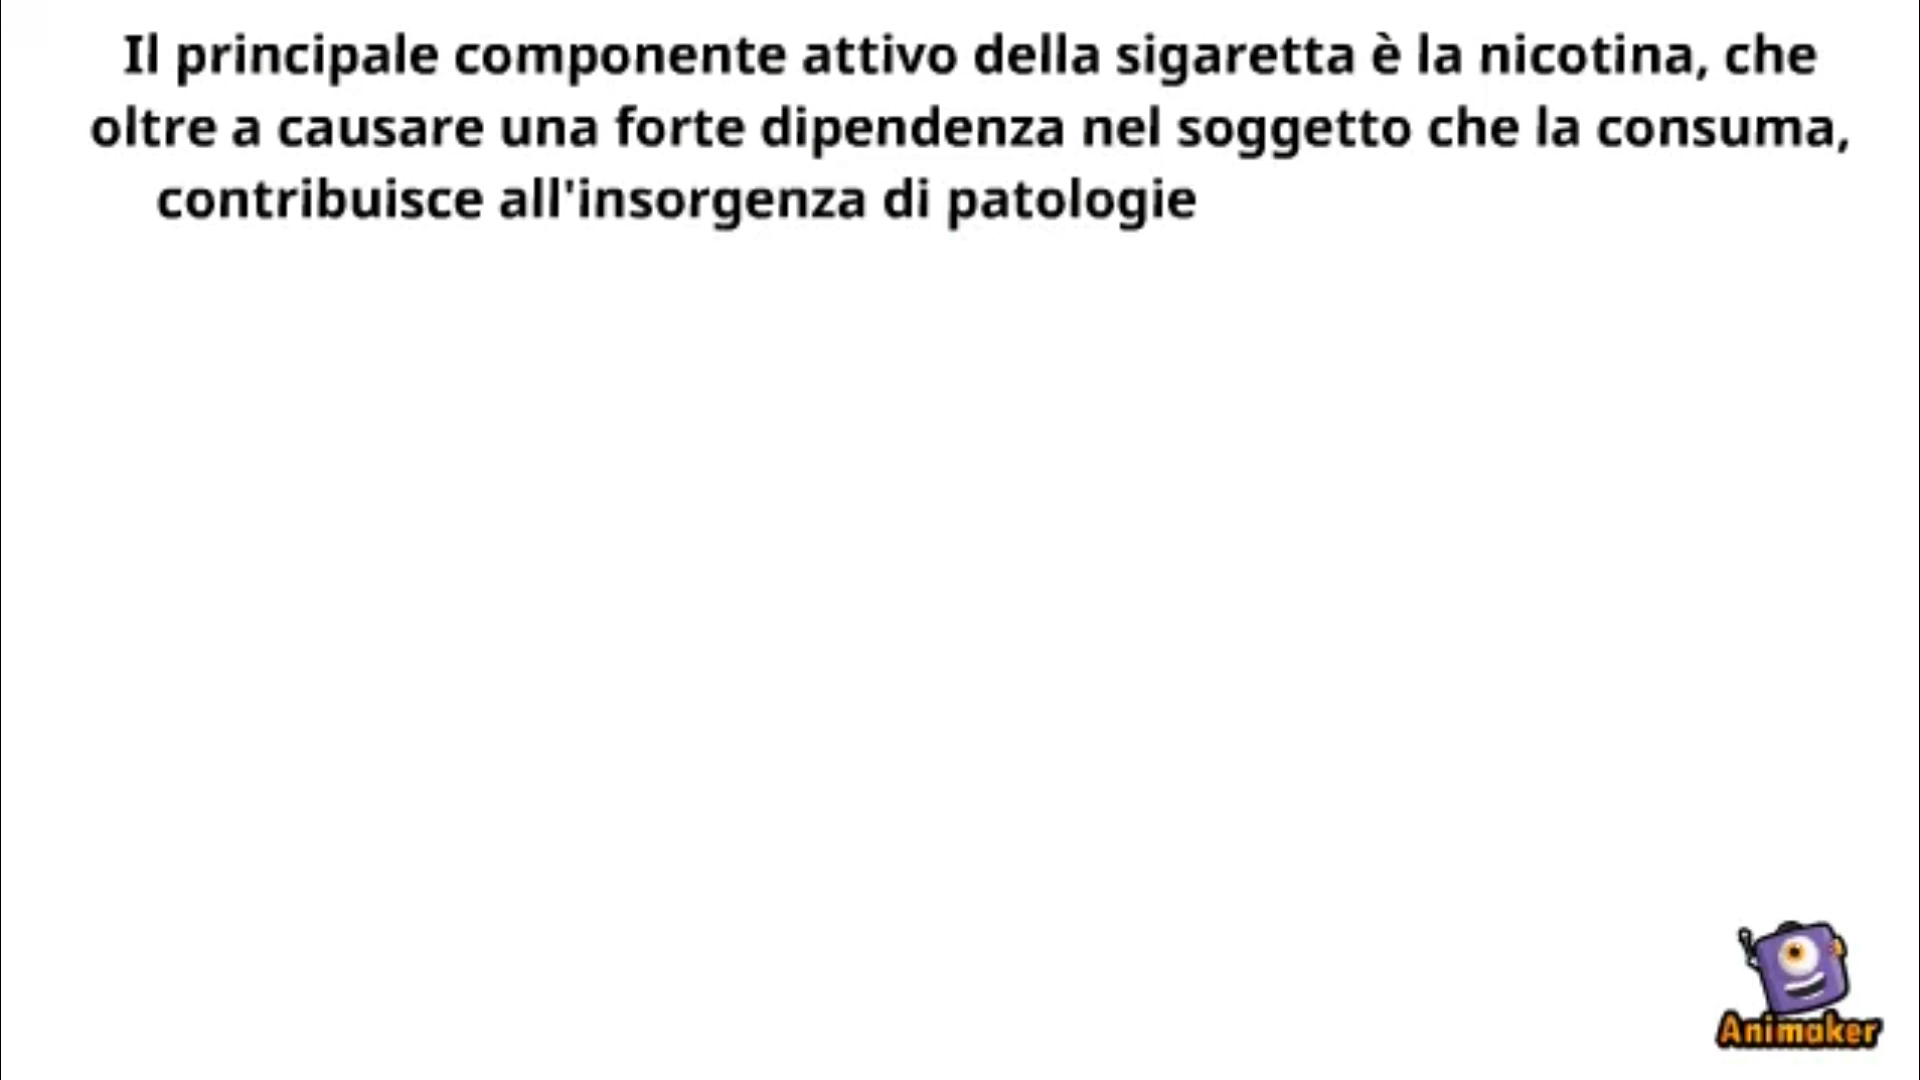 Il principale componente attivo della sigaretta è la nicotina, che
oltre a causare una forte dipendenza nel soggetto che la consuma,
contribuisce all'insorgenza di patologie
Animaker